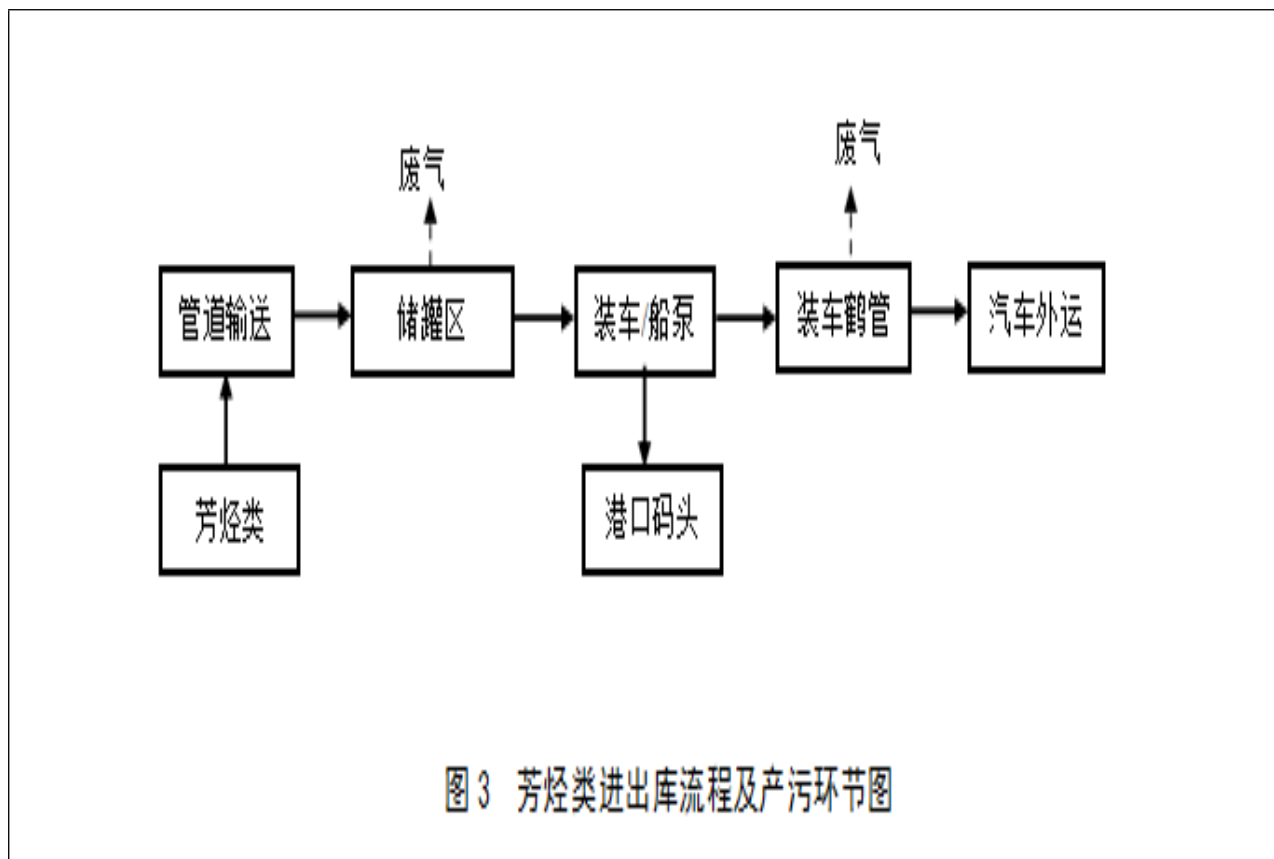 废气
废气
管道输送
储罐区
装车/船泵
装车鹤管
汽车外运
芳烃类
港口码头
图 3 芳烃类进出库流程及产污环节图